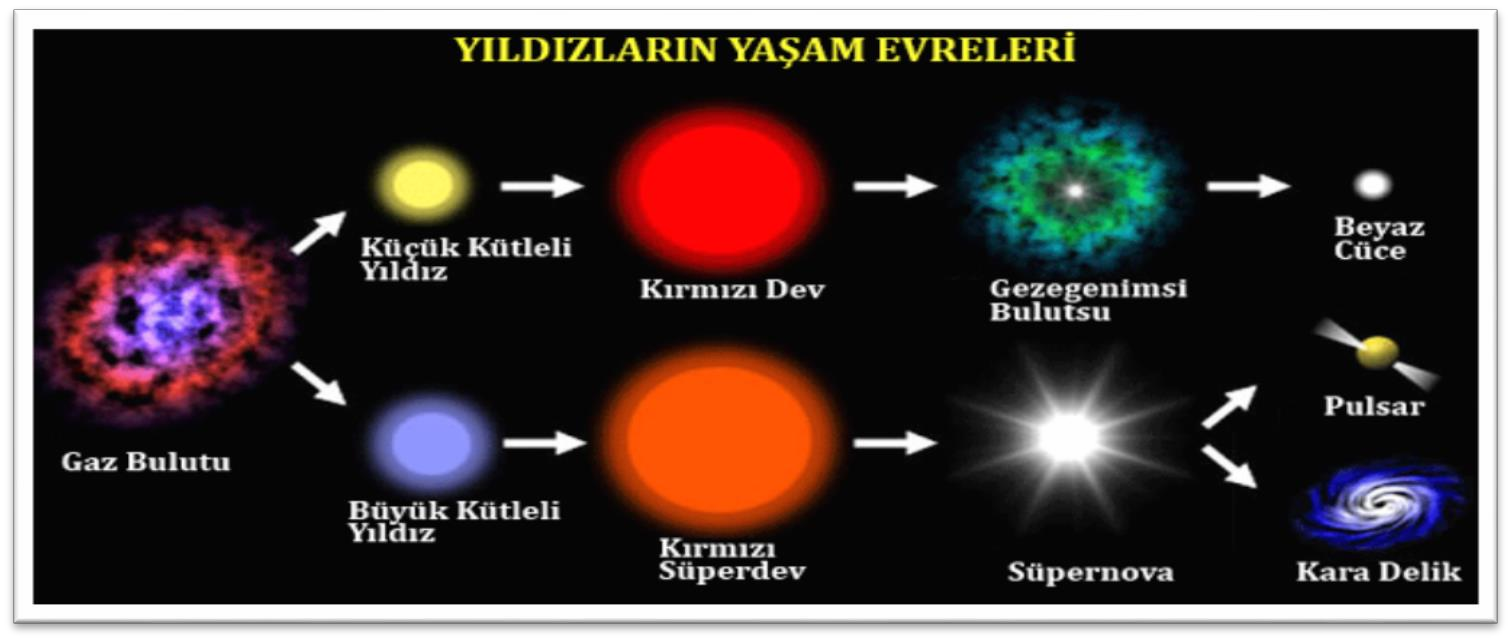 YILDIZLARIN YAŞAM EVRELERİ
Küçük Kütleli
Yıldız
Kırmızı Dev
Gezegenimsi
Bulutsu
Beyaz
Cüce
Gaz Bulutu
Büyük Kütleli
Yıldız
Kırmızı
Süperdev
Süpernova
Pulsar
Kara Delik